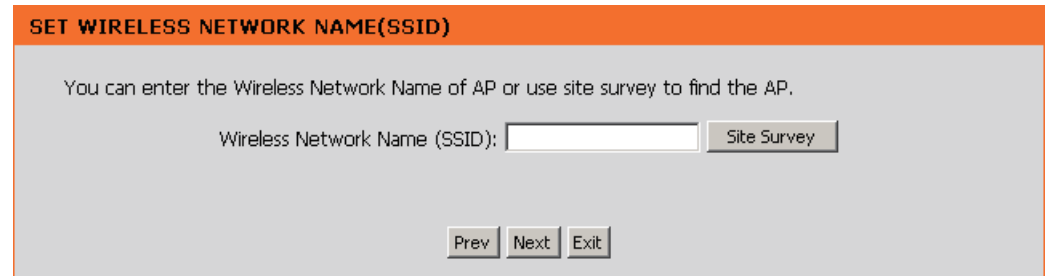 SET WIRELESS NETWORK NAME(SSID)
You can enter the Wireless Network Name of AP or use site survey to find the AP.
Wireless Network Name (SSID): Site Survey
Prev Next Exit